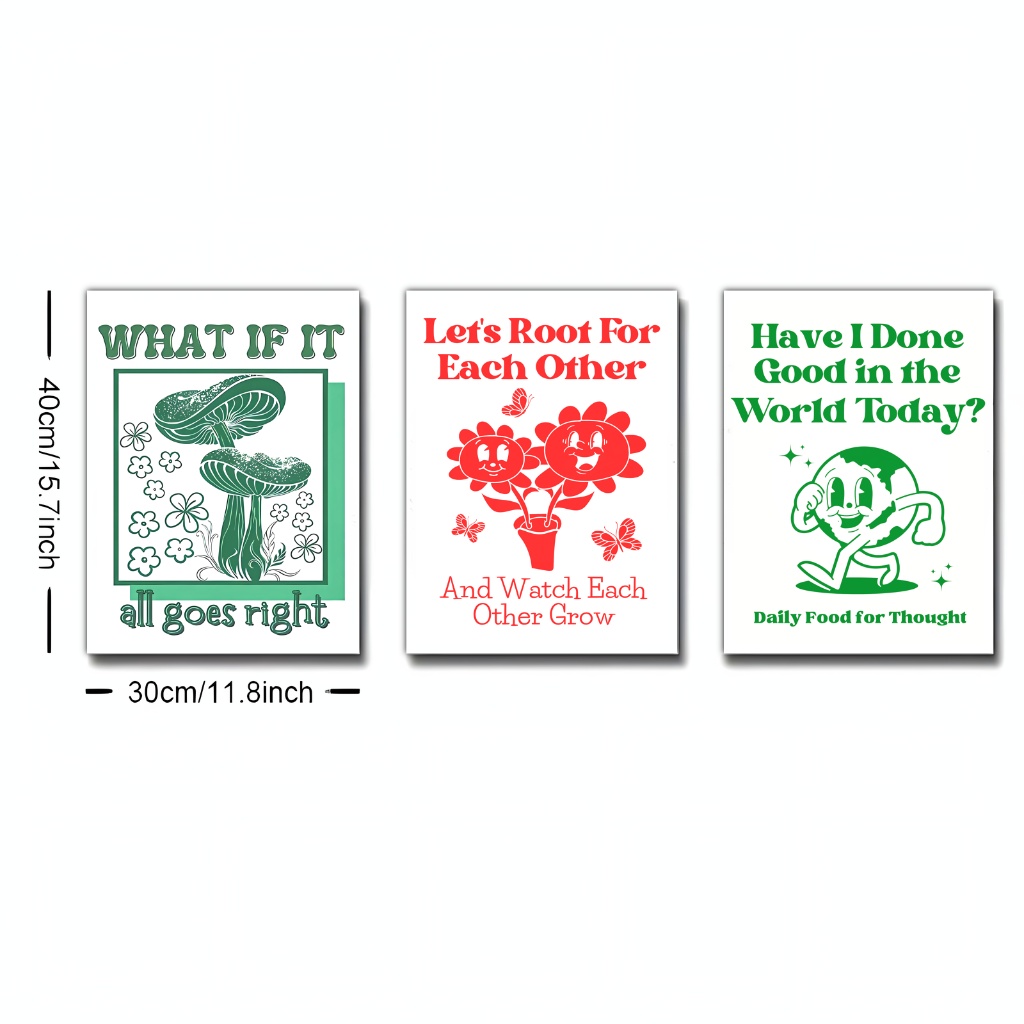 WHAT IF IT
all goes right
Let's Root For
Each Other
And Watch Each
Other Grow
Have I Done
Good in the
World Today?
Daily Food for Thought
40cm/15.7inch
30cm/11.8inch